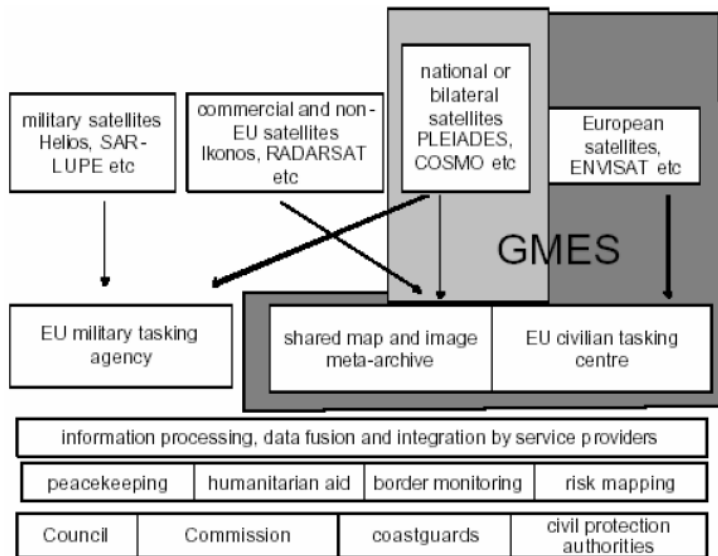 military satellites
Helios, SAR-
LUPE etc
commercial and non-
EU satellites
Ikonos, RADARSAT
etc
national or
bilateral
satellites
PLEIADES,
COSMO etc
European
satellites,
ENVISAT etc
GMES
EU military tasking
agency
shared map and image
meta-archive
EU civilian tasking
centre
information processing, data fusion and integration by service providers
peacekeeping
humanitarian aid
border monitoring
risk mapping
Council
Commission
coastguards
civil protection
authorities